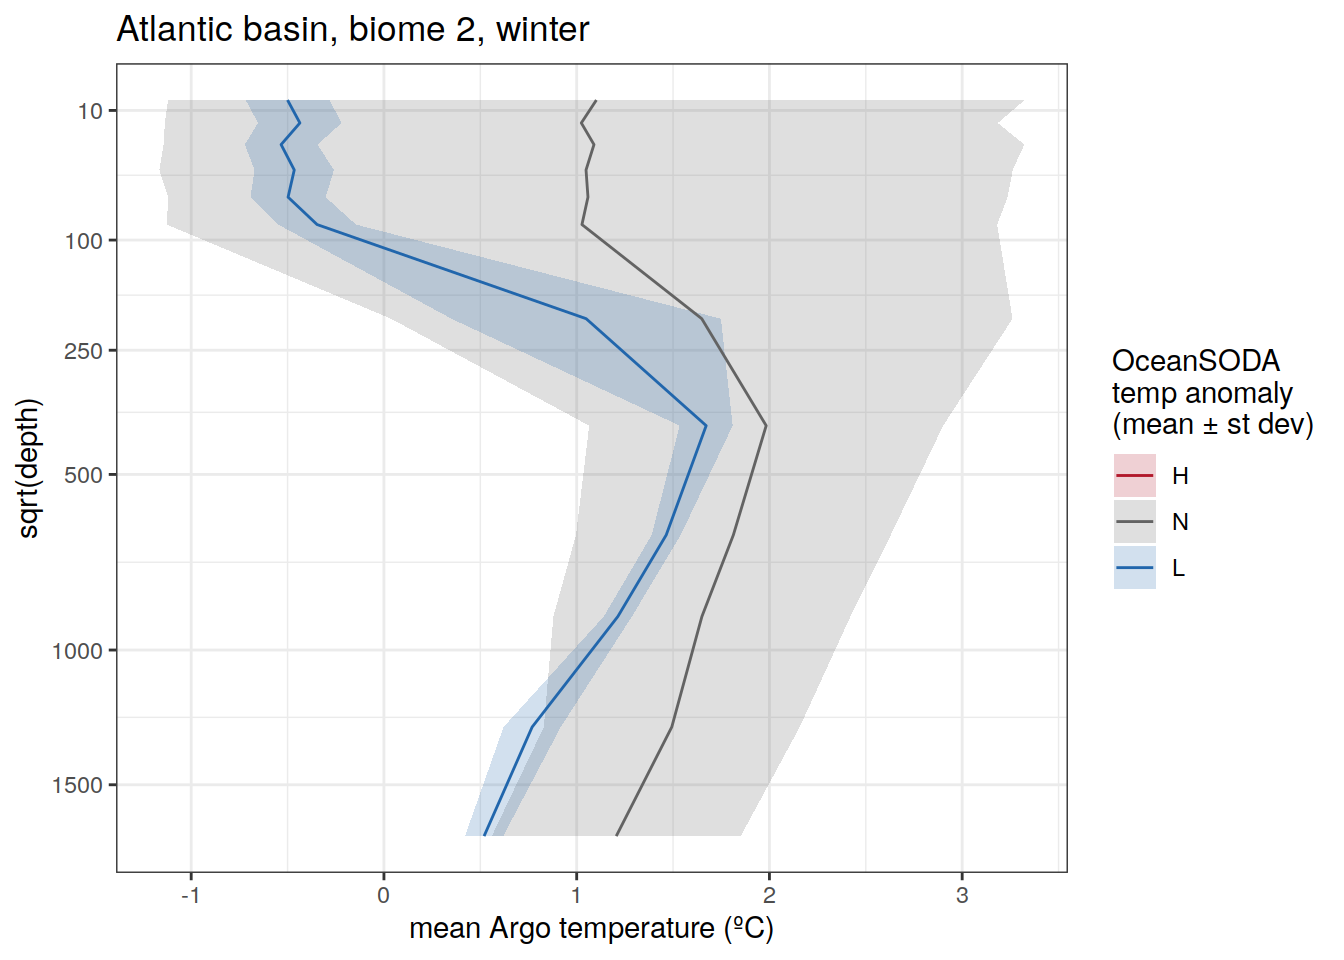 Atlantic basin, biome 2, winter
10
100
250
500
1000
1500
sqrt(depth)
-1 0 1 2 3
mean Argo temperature (ºC)
OceanSODA
temp anomaly
(mean ± st dev)
H
N
L